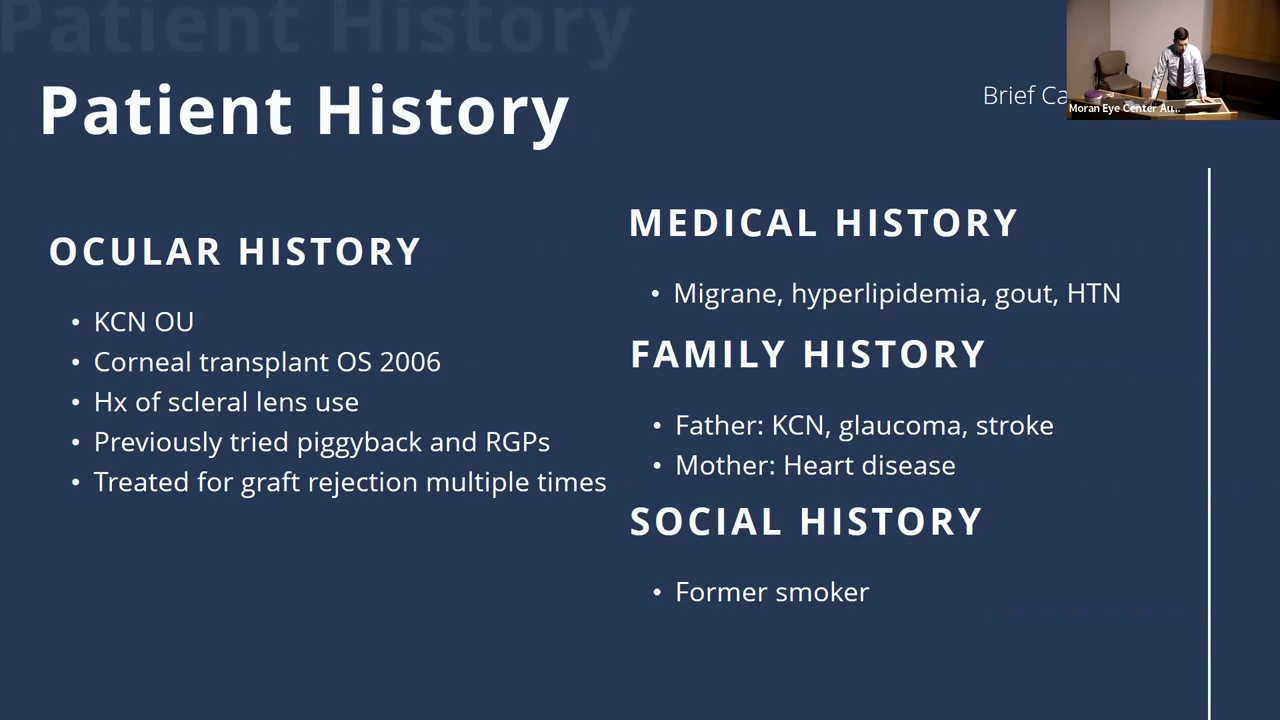 Patient History
Patient History
Brief Ca
Moran Eye Center Au...
OCULAR HISTORY
• KCN OU
• Corneal transplant OS 2006
• Hx of scleral lens use
• Previously tried piggyback and RGPs
• Treated for graft rejection multiple times
MEDICAL HISTORY
• Migrane, hyperlipidemia, gout, HTN
FAMILY HISTORY
• Father: KCN, glaucoma, stroke
• Mother: Heart disease
SOCIAL HISTORY
• Former smoker